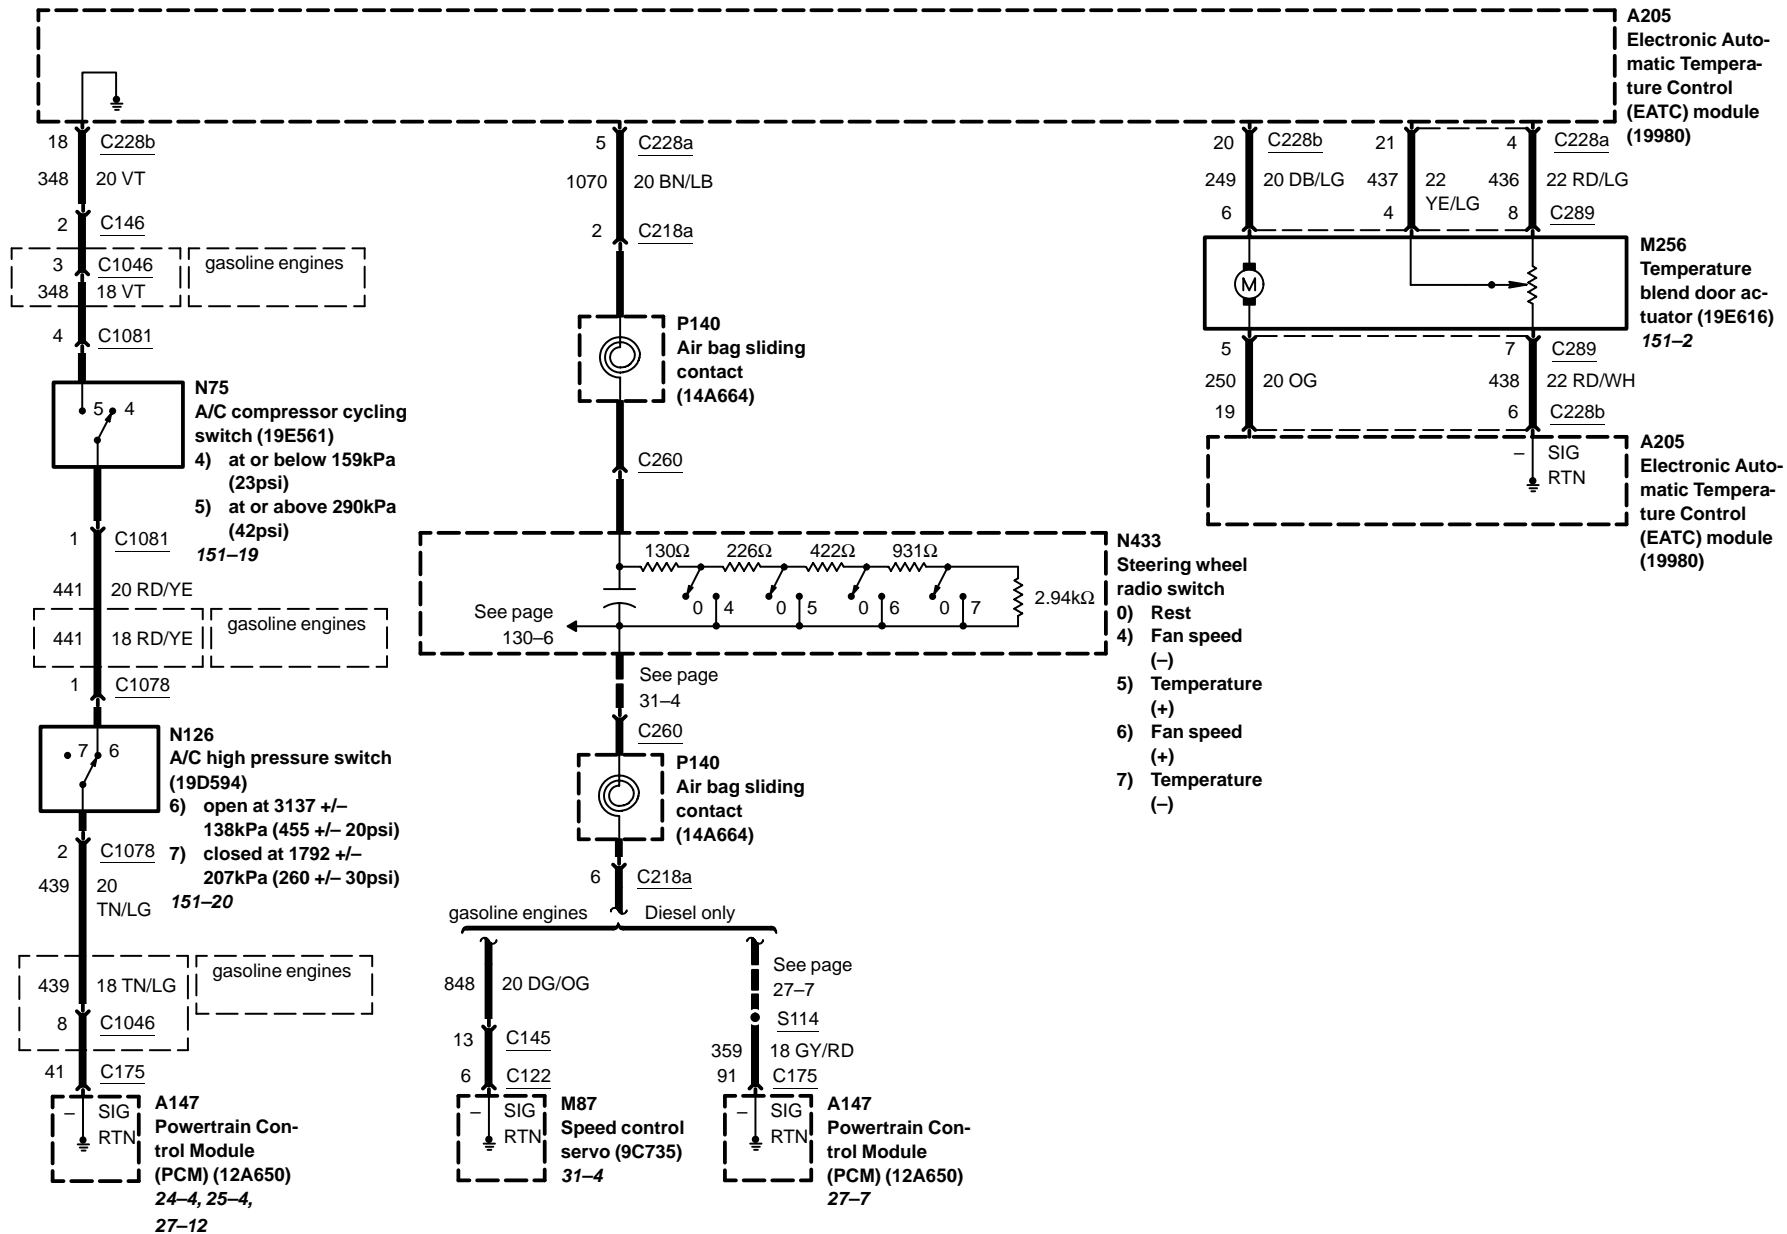 A205
Electronic Auto-
matic Tempera-
ture Control
(EATC) module
(19980)
18 C228b
348 20 VT
2 C146
3 C1046
348 18 VT
gasoline engines
4 C1081
5 4
N75
A/C compressor cycling
switch (19E561)
4) at or below 159kPa
(23psi)
5) at or above 290kPa
(42psi)
151–19
1 C1081
441 20 RD/YE
441 18 RD/YE
gasoline engines
1 C1078
7 6
N126
A/C high pressure switch
(19D594)
6) open at 3137 +/–
138kPa (455 +/– 20psi)
7) closed at 1792 +/–
207kPa (260 +/– 30psi)
151–20
2 C1078
439 20
TN/LG
439 18 TN/LG
gasoline engines
8 C1046
41 C175
– SIG
RTN
A147
Powertrain Con-
trol Module
(PCM) (12A650)
24–4, 25–4,
27–12
5 C228a
1070 20 BN/LB
2 C218a
P140
Air bag sliding
contact
(14A664)
C260
130Ω 226Ω 422Ω 931Ω
2.94kΩ
0 4 0 5 0 6 0 7
See page
130–6
N433
Steering wheel
radio switch
0) Rest
4) Fan speed
(–)
5) Temperature
(+)
6) Fan speed
(+)
7) Temperature
(–)
See page
31–4
C260
P140
Air bag sliding
contact
(14A664)
6 C218a
gasoline engines Diesel only
848 20 DG/OG
13 C145
6 C122
– SIG
RTN
M87
Speed control
servo (9C735)
31–4
See page
27–7
S114
359 18 GY/RD
91 C175
– SIG
RTN
A147
Powertrain Con-
trol Module
(PCM) (12A650)
27–7
20 C228b 21 4 C228a
249 20 DB/LG 437 22 436 22 RD/LG
YE/LG
6 4 8 C289
M
M256
Temperature
blend door ac-
tuator (19E616)
151–2
5 7 C289
250 20 OG 438 22 RD/WH
19 6 C228b
– SIG
RTN
A205
Electronic Auto-
matic Tempera-
ture Control
(EATC) module
(19980)